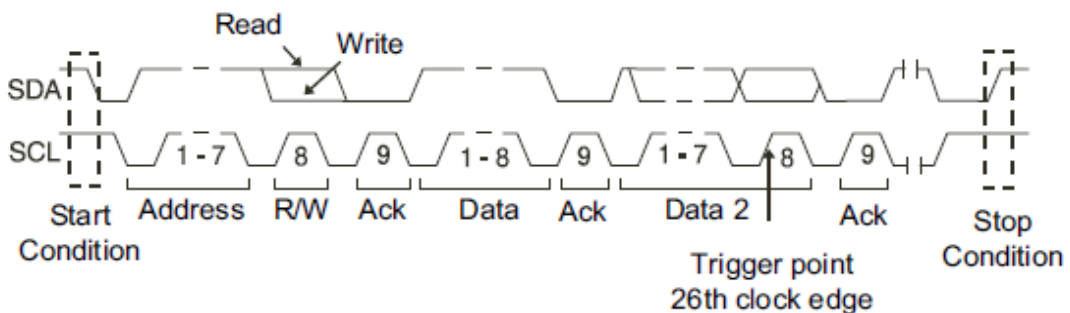 Read
Write
SDA
SCL
1 - 7
8
9
1 - 8
9
1 - 7
8
9
Start
Condition
Address
R/W
Ack
Data
Ack
Data 2
Ack
Stop
Condition
Trigger point
26th clock edge